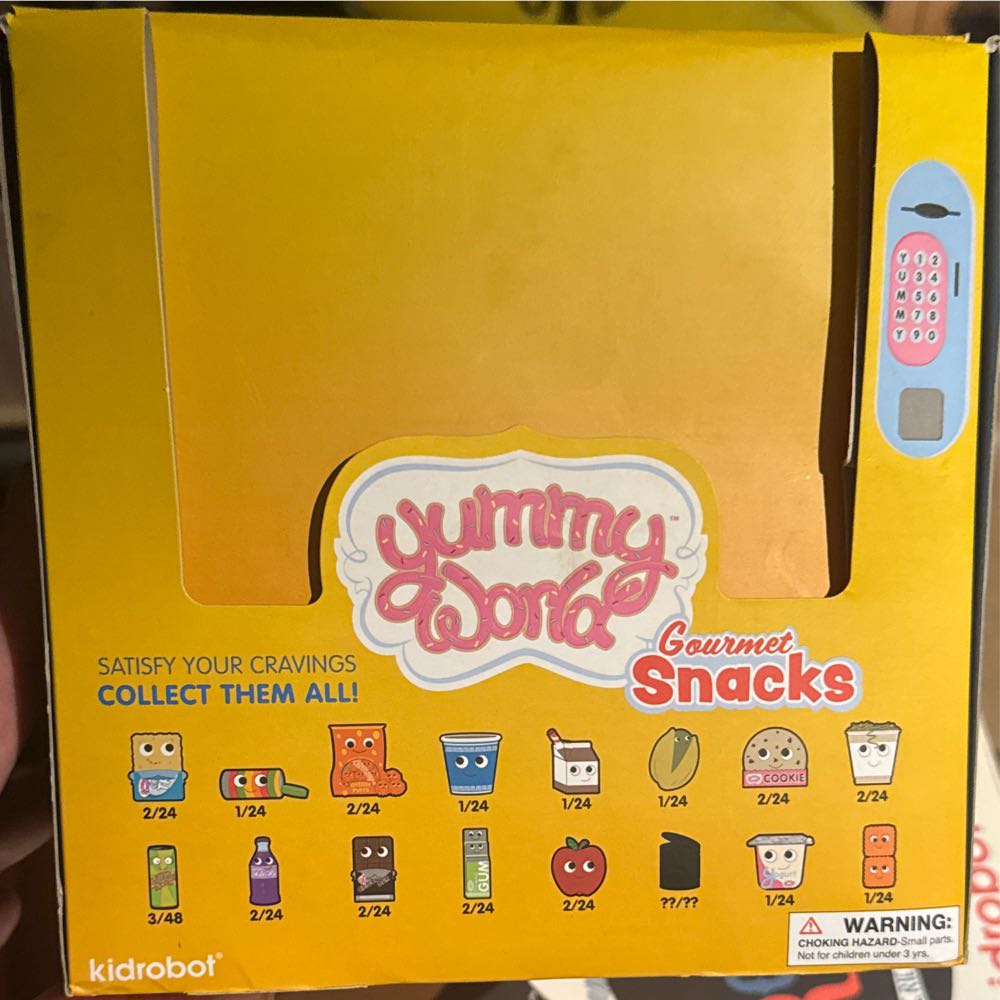 Y 1 2
U 3 4
M 5 6
M 7 8
Y 9 0
yummy
World™
Gourmet
Snacks
SATISFY YOUR CRAVINGS
COLLECT THEM ALL!
COOKIE
2/24 1/24 2/24 1/24 1/24 1/24 2/24 2/24
GUM
Yogurt
3/48 2/24 2/24 2/24 2/24 ??/?? 1/24 1/24
WARNING:
CHOKING HAZARD-Small parts.
Not for children under 3 yrs.
kidrobot®